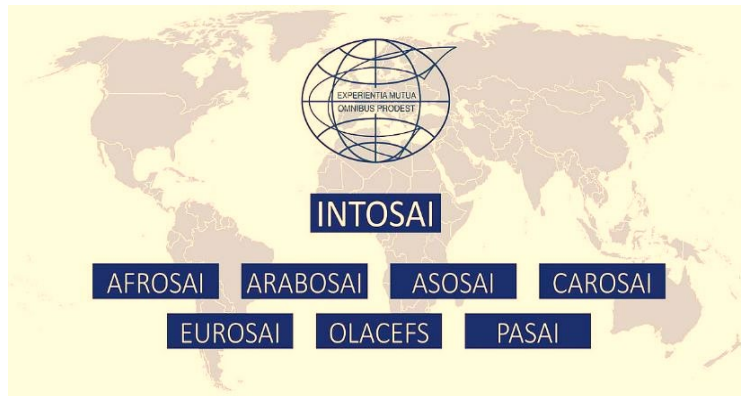 EXPERIENTIA MUTUA
OMNIBUS PRODEST
INTOSAI
AFROSAI ARABOSAI ASOSAI CAROSAI
EUROSAI OLACEFS PASAI